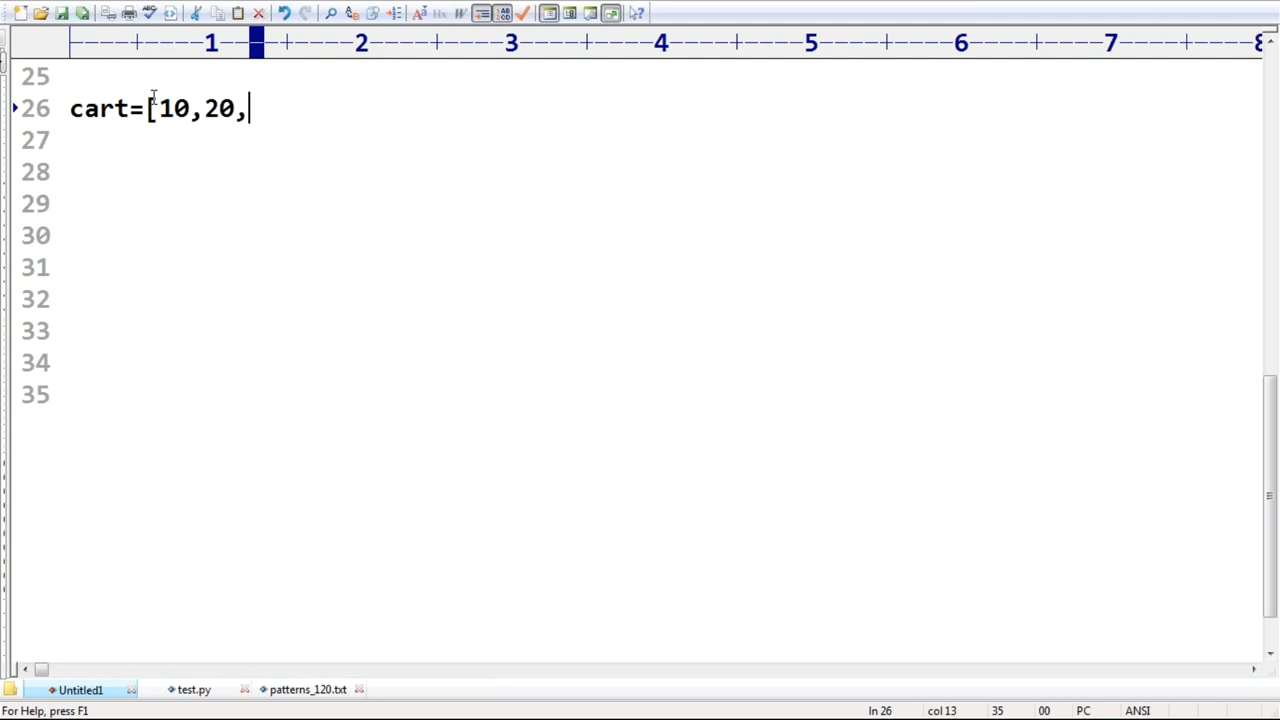 1 2 3 4 5 6 7 8
25
26 cart=[10,20,
27
28
29
30
31
32
33
34
35
Untitled1 test.py patterns_120.txt
For Help, press F1 ln 26 col 13 35 00 PC ANSI